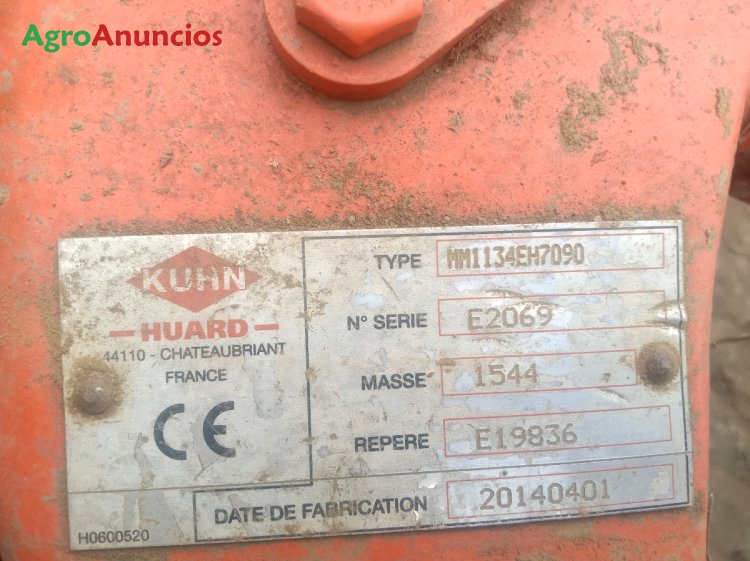 AgroAnuncios
KUHN
HUARD
44110 - CHATEAUBRIANT
FRANCE
CE
H0600520
TYPE MM1134EH7090
N° SERIE E2069
MASSE 1544
REPERE E19836
DATE DE FABRICATION 20140401